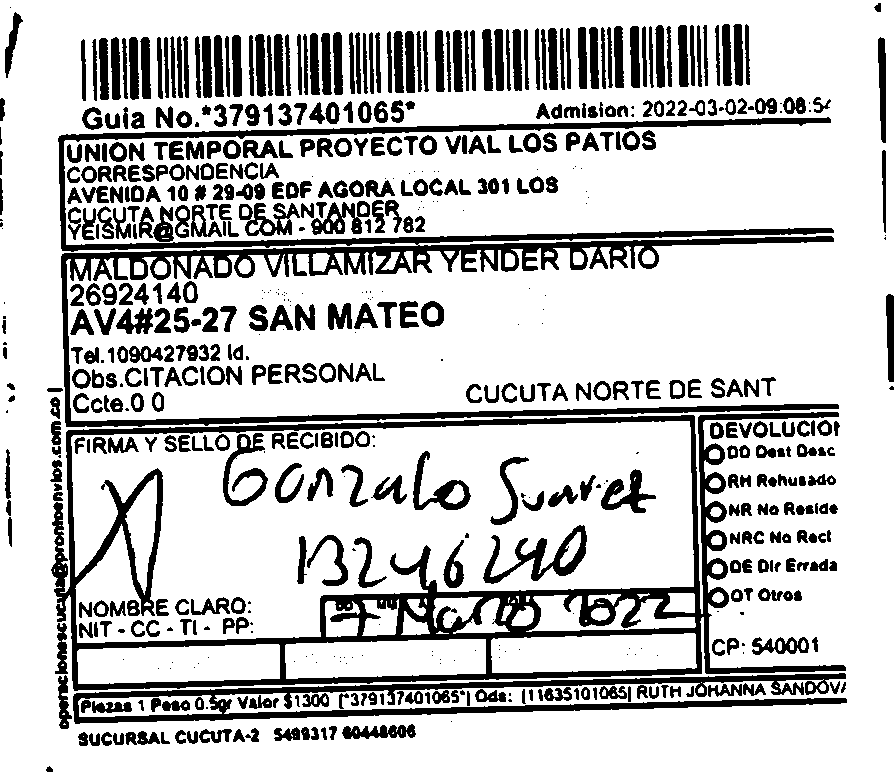 Guia No.*379137401065*
Admision: 2022-03-02-09:08:54
UNION TEMPORAL PROYECTO VIAL LOS PATIOS
CORRESPONDENCIA
AVENIDA 10 # 29-09 EDF AGORA LOCAL 301 LOS
CUCUTA NORTE DE SANTANDER
YEISMIR@GMAIL COM - 900 812 782
MALDONADO VILLAMIZAR YENDER DARIO
26924140
AV4#25-27 SAN MATEO
Tel.1090427932 Id.
Obs.CITACION PERSONAL
Ccte.0 0
CUCUTA NORTE DE SANT
operacionescucuta@prontoenvios.com.co
FIRMA Y SELLO DE RECIBIDO:
Gonzalo Suarez
13246240
NOMBRE CLARO:
NIT - CC - TI - PP:
7 Marzo 2022
DEVOLUCION
DD Dest Desc
RH Rehusado
NR No Reside
NRC No Recl
DE Dir Errada
OT Otros
CP: 540001
Piezas 1 Peso 0.5gr Valor $1300 [*379137401065*] Ods: [11635101065] RUTH JOHANNA SANDOVA
SUCURSAL CUCUTA-2 5499317 60448606